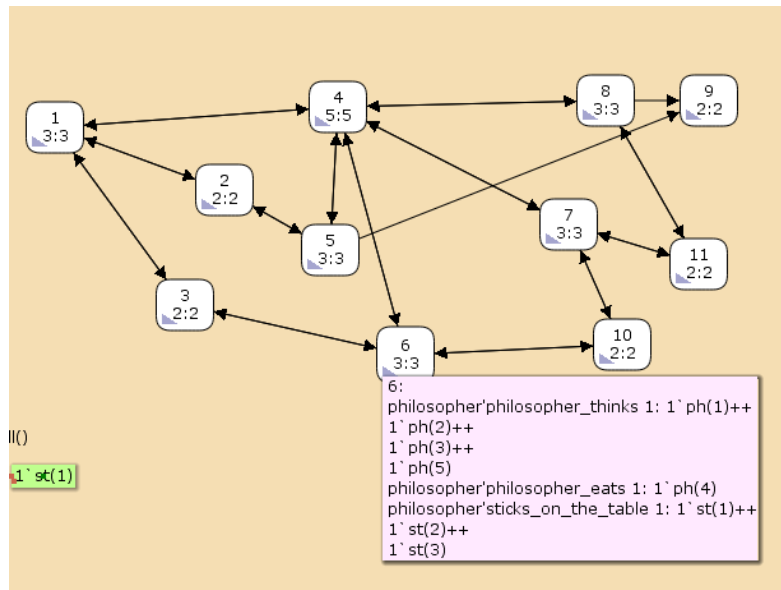 1
3:3
4
5:5
8
3:3
9
2:2
2
2:2
5
3:3
7
3:3
11
2:2
3
2:2
6
3:3
10
2:2
6:
philosopher'philosopher_thinks 1: 1`ph(1)++
1`ph(2)++
1`ph(3)++
1`ph(5)
philosopher'philosopher_eats 1: 1`ph(4)
philosopher'sticks_on_the_table 1: 1`st(1)++
1`st(2)++
1`st(3)
ll()
1`st(1)